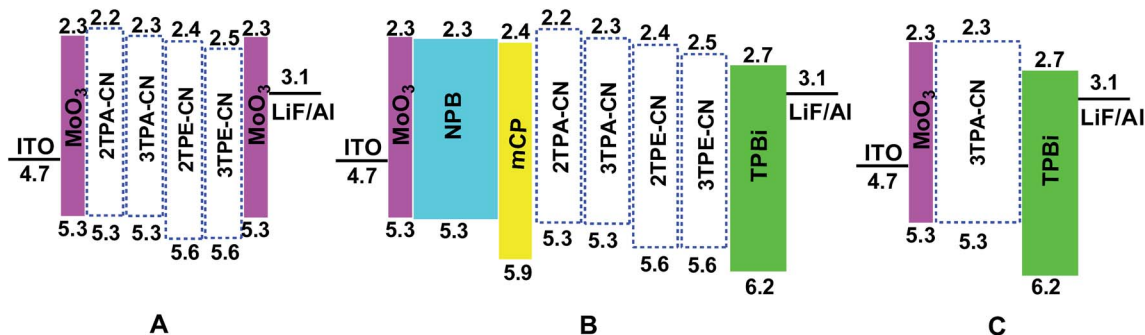 2.3 2.2 2.3 2.4 2.5 2.3
3.1
LiF/Al
ITO
4.7
MoO3
2TPA-CN
3TPA-CN
2TPE-CN
3TPE-CN
MoO3
5.3 5.3 5.3 5.6 5.6 5.3
A
2.3 2.3 2.4 2.2 2.3 2.4 2.5 2.7
3.1
LiF/Al
ITO
4.7
MoO3
NPB
mCP
2TPA-CN
3TPA-CN
2TPE-CN
3TPE-CN
TPBi
5.3 5.3 5.9 5.3 5.3 5.6 5.6 6.2
B
2.3 2.3 2.7
3.1
LiF/Al
ITO
4.7
MoO3
3TPA-CN
TPBi
5.3 5.3 6.2
C